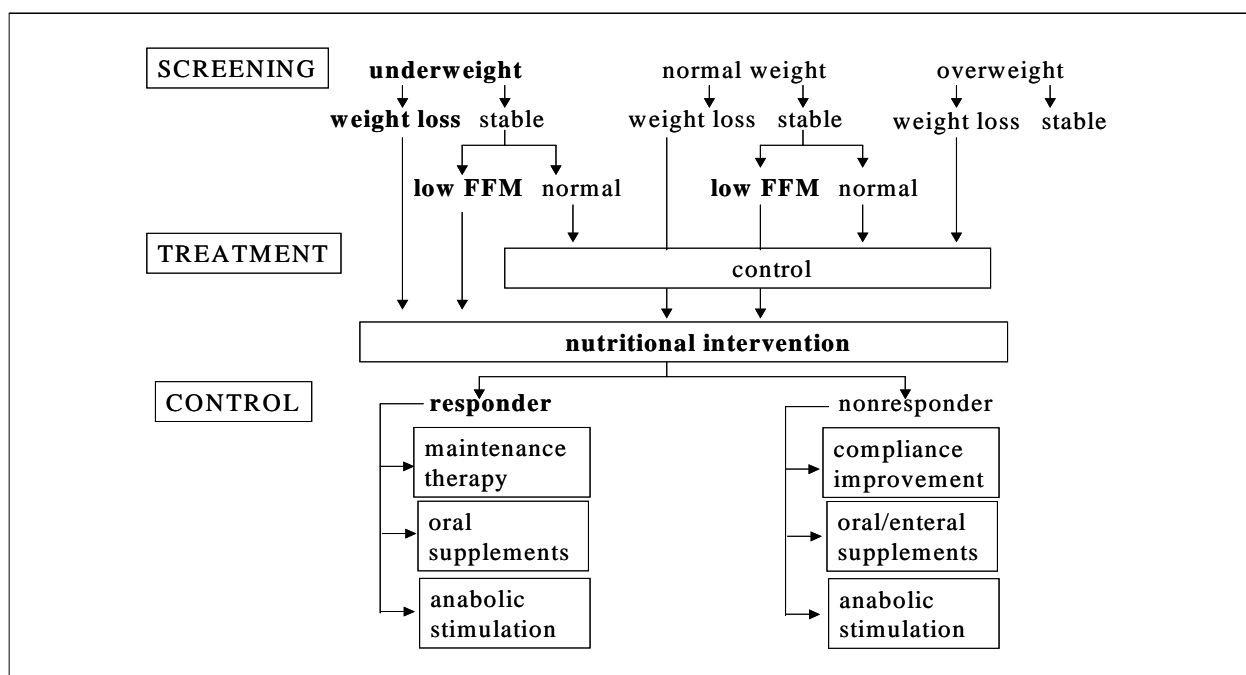 SCREENING
underweight
normal weight
overweight
weight loss
stable
weight loss
stable
weight loss
stable
low FFM
normal
low FFM
normal
TREATMENT
control
nutritional intervention
CONTROL
responder
nonresponder
maintenance
therapy
oral
supplements
anabolic
stimulation
compliance
improvement
oral/enteral
supplements
anabolic
stimulation